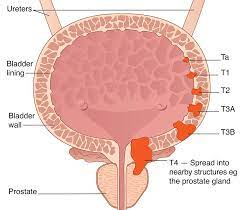 Ureters
Bladder
lining
Bladder
wall
Prostate
Ta
T1
T2
T3A
T3B
T4 — Spread into
nearby structures eg
the prostate gland